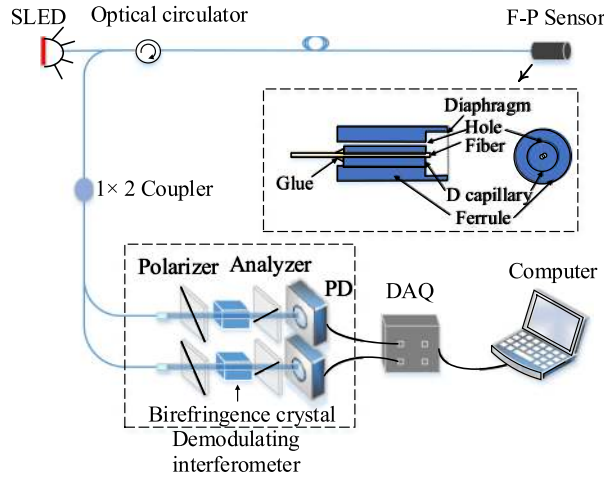 SLED
Optical circulator
F-P Sensor
Diaphragm
Hole
Fiber
Glue
D capillary
Ferrule
1× 2 Coupler
Polarizer
Analyzer
PD
DAQ
Computer
Birefringence crystal
Demodulating
interferometer